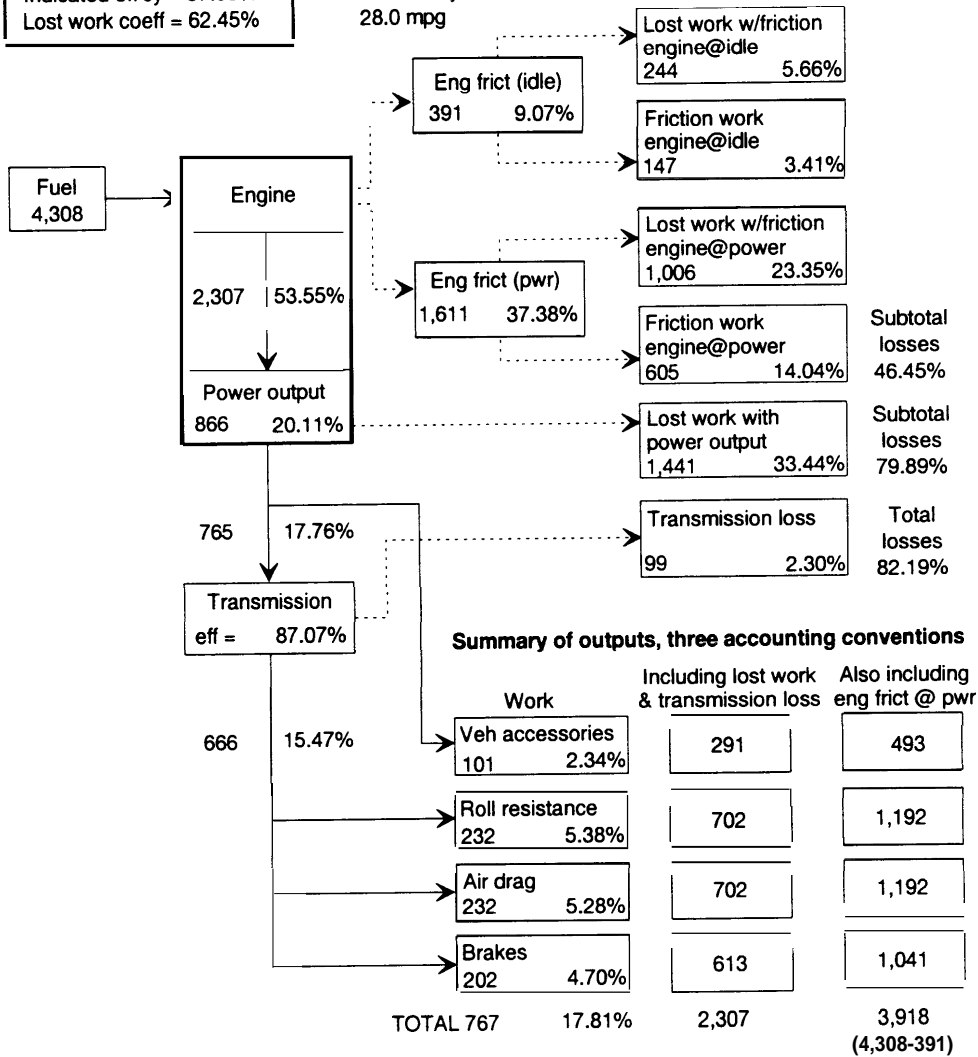 Lost work coeff = 62.45%
28.0 mpg
Lost work w/friction
engine@idle
244 5.66%
Eng frict (idle)
391 9.07%
Friction work
engine@idle
147 3.41%
Fuel
4,308
Engine
2,307 53.55%
Power output
866 20.11%
Lost work w/friction
engine@power
1,006 23.35%
Eng frict (pwr)
1,611 37.38%
Friction work
engine@power
605 14.04%
Subtotal
losses
46.45%
Lost work with
power output
1,441 33.44%
Subtotal
losses
79.89%
765 17.76%
Transmission loss
99 2.30%
Total
losses
82.19%
Transmission
eff = 87.07%
Summary of outputs, three accounting conventions
Work
Including lost work
& transmission loss
Also including
eng frict @ pwr
666 15.47%
Veh accessories
101 2.34%
291
493
Roll resistance
232 5.38%
702
1,192
Air drag
232 5.28%
702
1,192
Brakes
202 4.70%
613
1,041
TOTAL 767 17.81% 2,307 3,918
(4,308-391)